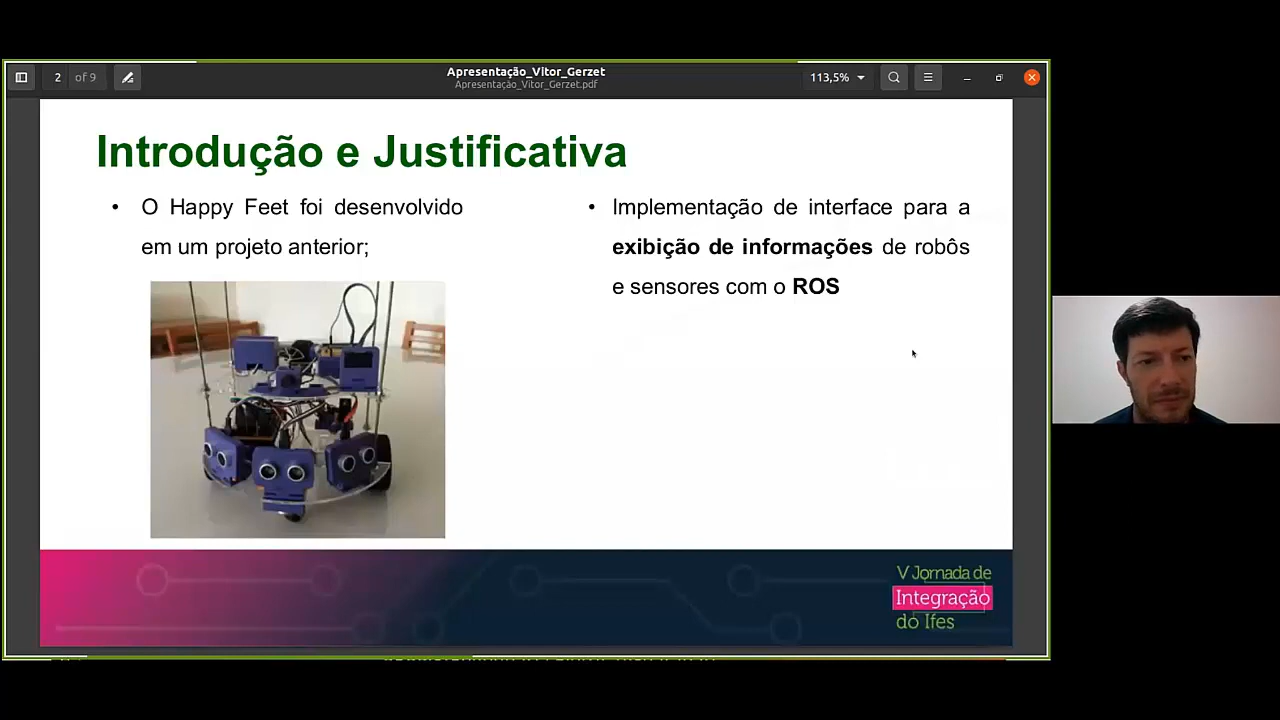 2 of 9
Apresentação_Vitor_Gerzet
Apresentação_Vitor_Gerzet.pdf
113,5%
Introdução e Justificativa
• O Happy Feet foi desenvolvido
em um projeto anterior;
• Implementação de interface para a
exibição de informações de robôs
e sensores com o ROS
V Jornada de
Integração
do Ifes